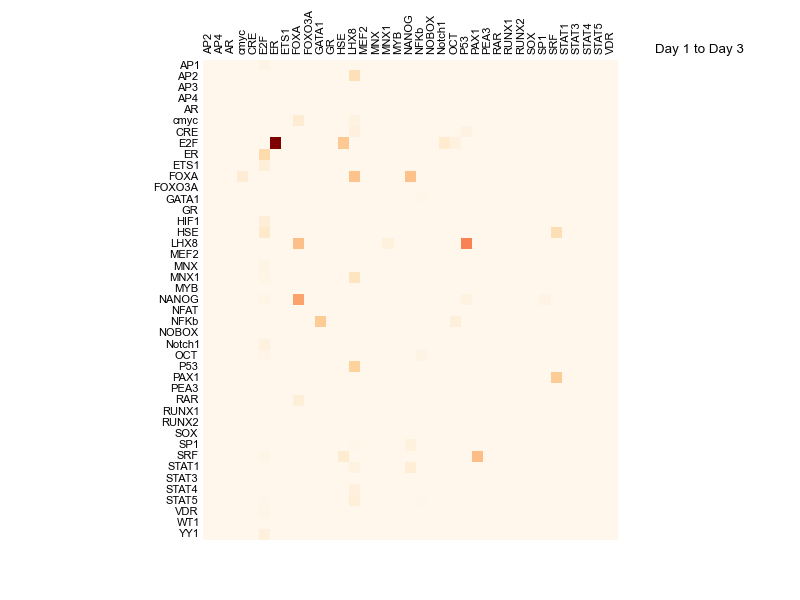 AP2 AP4 AR cmyc CRE E2F ER ETS1 FOXA FOXO3A GATA1 GR HSE LHX8 MEF2 MNX MNX1 MYB NANOG NFKb NOBOX Notch1 OCT P53 PAX1 PEA3 RAR RUNX1 RUNX2 SOX SP1 SRF STAT1 STAT3 STAT4 STAT5 VDR
Day 1 to Day 3
AP1
AP2
AP3
AP4
AR
cmyc
CRE
E2F
ER
ETS1
FOXA
FOXO3A
GATA1
GR
HIF1
HSE
LHX8
MEF2
MNX
MNX1
MYB
NANOG
NFAT
NFKb
NOBOX
Notch1
OCT
P53
PAX1
PEA3
RAR
RUNX1
RUNX2
SOX
SP1
SRF
STAT1
STAT3
STAT4
STAT5
VDR
WT1
YY1